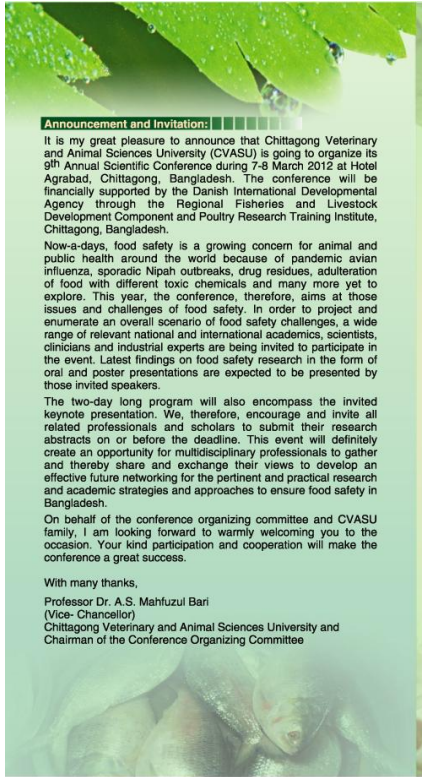 Announcement and Invitation:
It is my great pleasure to announce that Chittagong Veterinary
and Animal Sciences University (CVASU) is going to organize its
9th Annual Scientific Conference during 7-8 March 2012 at Hotel
Agrabad, Chittagong, Bangladesh. The conference will be
financially supported by the Danish International Developmental
Agency through the Regional Fisheries and Livestock
Development Component and Poultry Research Training Institute,
Chittagong, Bangladesh.
Now-a-days, food safety is a growing concern for animal and
public health around the world because of pandemic avian
influenza, sporadic Nipah outbreaks, drug residues, adulteration
of food with different toxic chemicals and many more yet to
explore. This year, the conference, therefore, aims at those
issues and challenges of food safety. In order to project and
enumerate an overall scenario of food safety challenges, a wide
range of relevant national and international academics, scientists,
clinicians and industrial experts are being invited to participate in
the event. Latest findings on food safety research in the form of
oral and poster presentations are expected to be presented by
those invited speakers.
The two-day long program will also encompass the invited
keynote presentation. We, therefore, encourage and invite all
related professionals and scholars to submit their research
abstracts on or before the deadline. This event will definitely
create an opportunity for multidisciplinary professionals to gather
and thereby share and exchange their views to develop an
effective future networking for the pertinent and practical research
and academic strategies and approaches to ensure food safety in
Bangladesh.
On behalf of the conference organizing committee and CVASU
family, I am looking forward to warmly welcoming you to the
occasion. Your kind participation and cooperation will make the
conference a great success.
With many thanks,
Professor Dr. A.S. Mahfuzul Bari
(Vice- Chancellor)
Chittagong Veterinary and Animal Sciences University and
Chairman of the Conference Organizing Committee